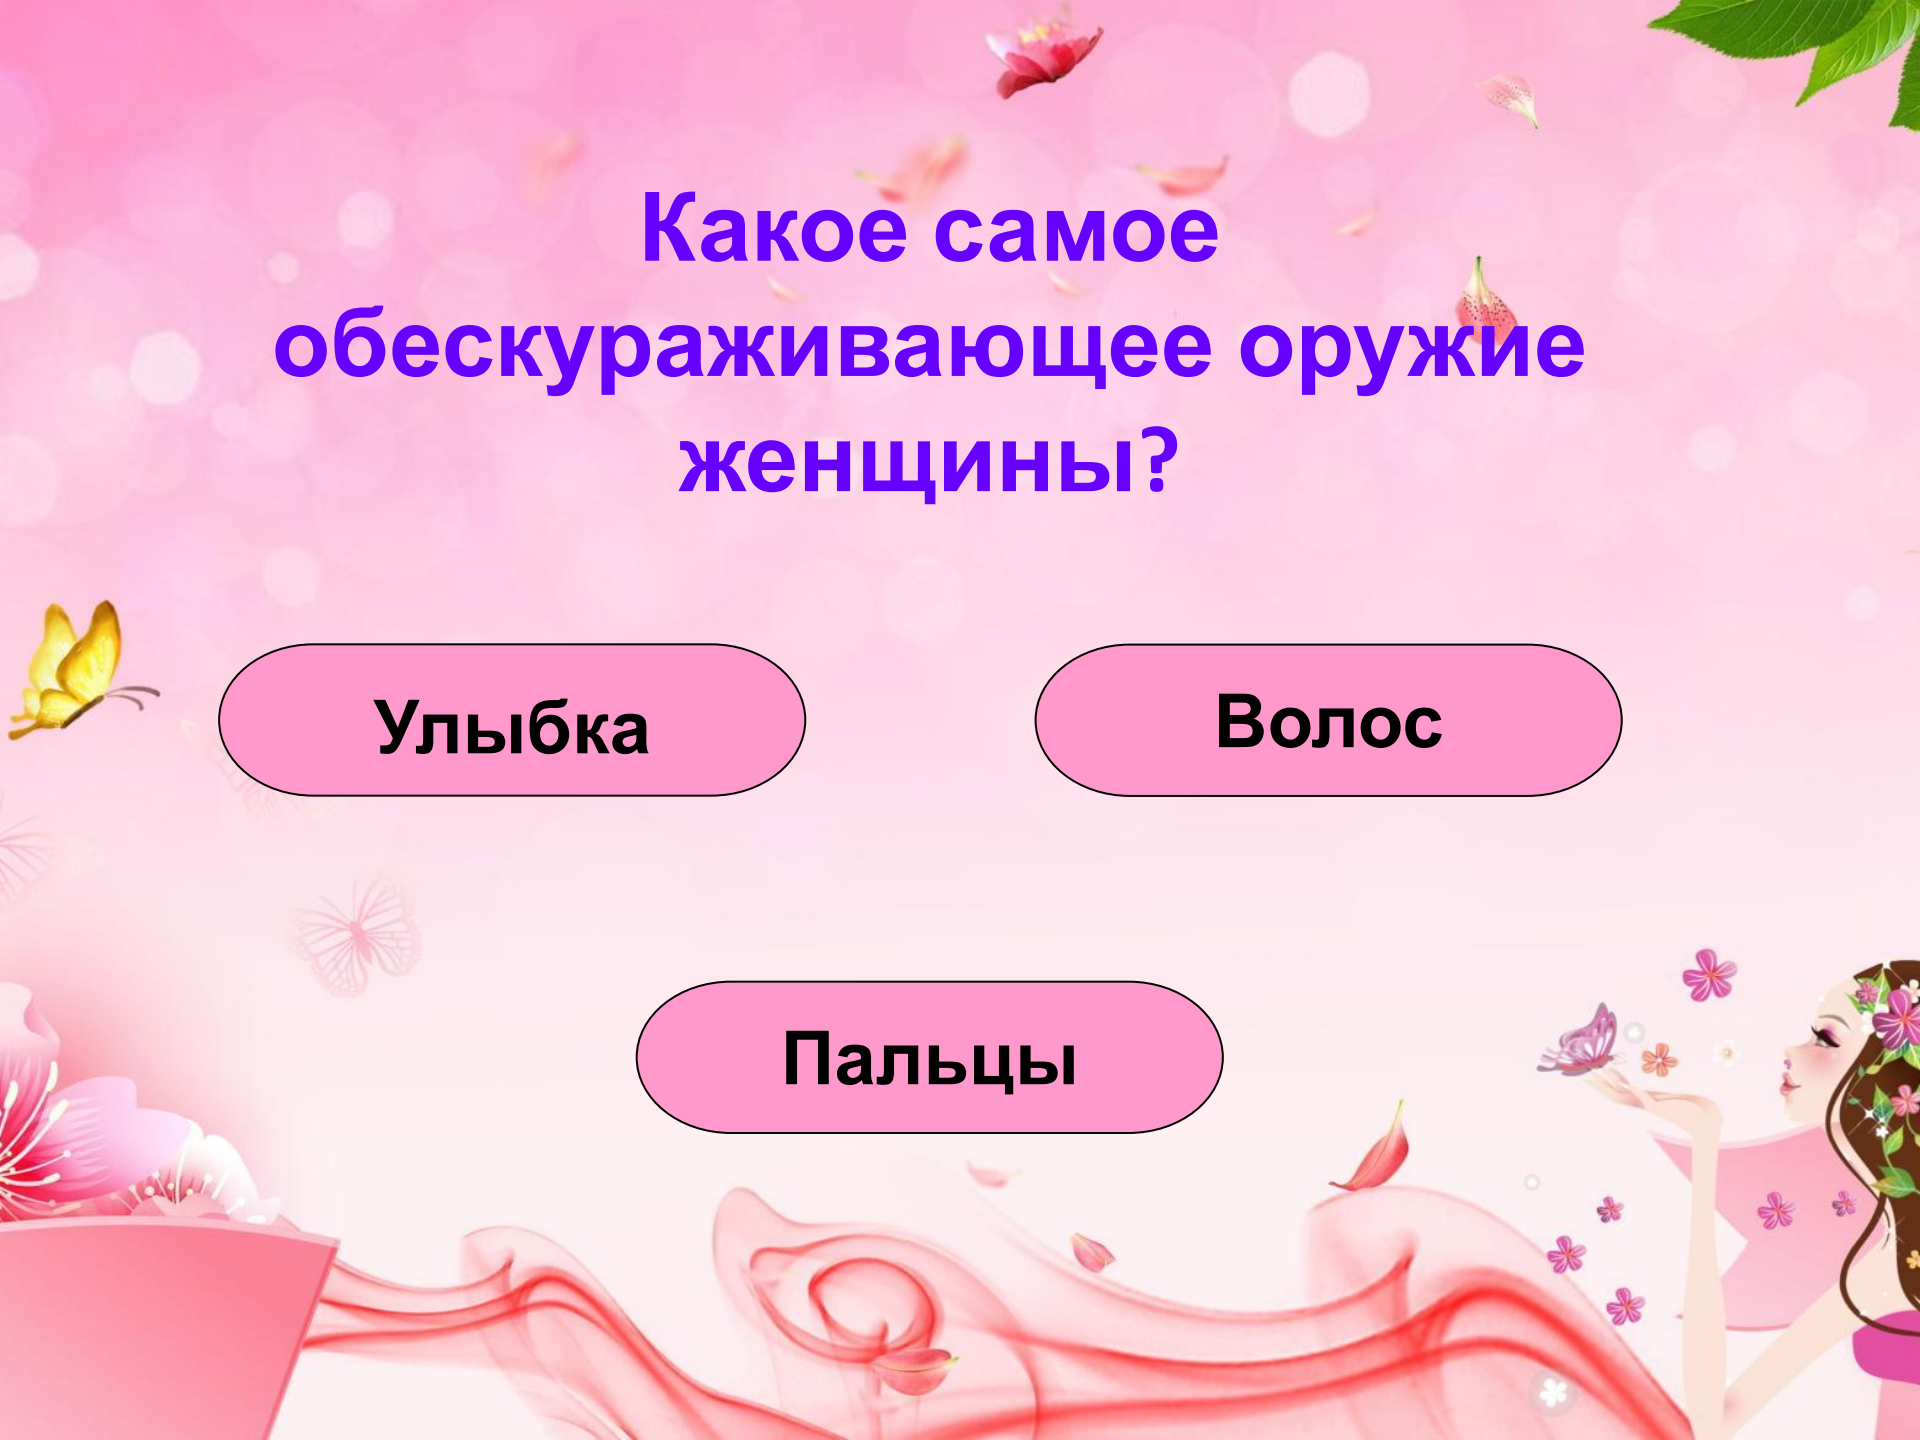 Какое самое
обескураживающее оружие
женщины?
Улыбка
Волос
Пальцы